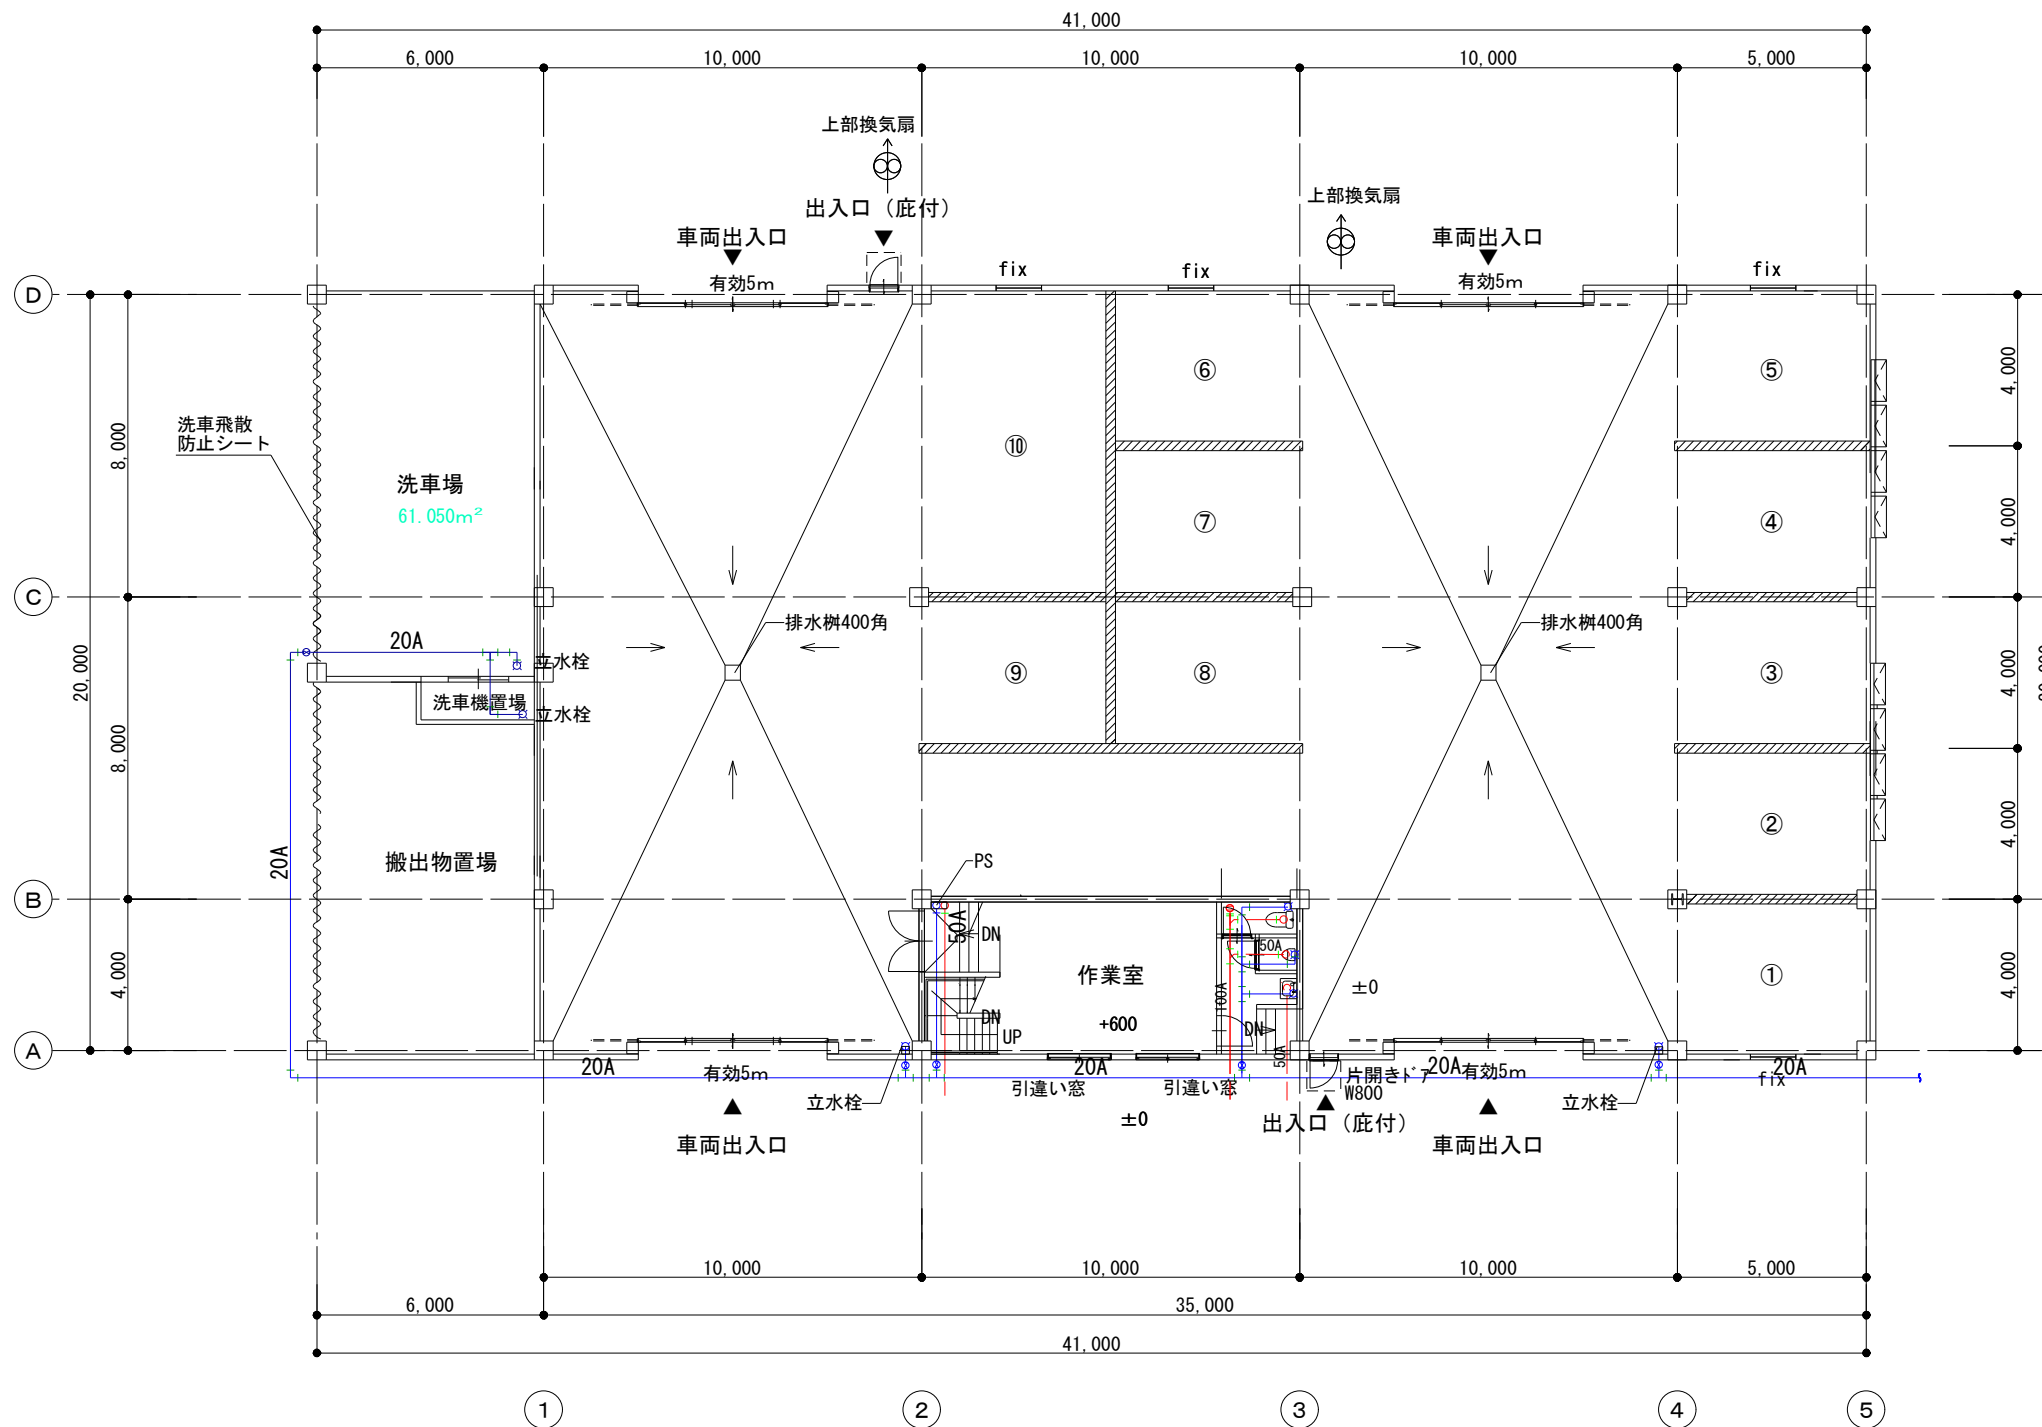 41,000
6,000
10,000
10,000
10,000
5,000
上部換気扇
出入口（庇付）
車両出入口
有効5m
上部換気扇
車両出入口
有効5m
fix
fix
fix
D
C
B
A
20,000
8,000
8,000
4,000
4,000
4,000
4,000
4,000
4,000
洗車飛散
防止シート
洗車場
61.050m²
⑩
⑥
⑦
⑤
④
排水桝400角
排水桝400角
20A
立水栓
洗車機置場
立水栓
⑨
⑧
③
②
①
20A
搬出物置場
PS
50A
DN
DN
UP
作業室
+600
50A
100A
DN
50A
±0
20A
有効5m
20A
引違い窓
引違い窓
±0
片開きドア
W800
20A
有効5m
fix
20A
立水栓
立水栓
車両出入口
出入口（庇付）
車両出入口
10,000
10,000
10,000
5,000
6,000
35,000
41,000
1
2
3
4
5